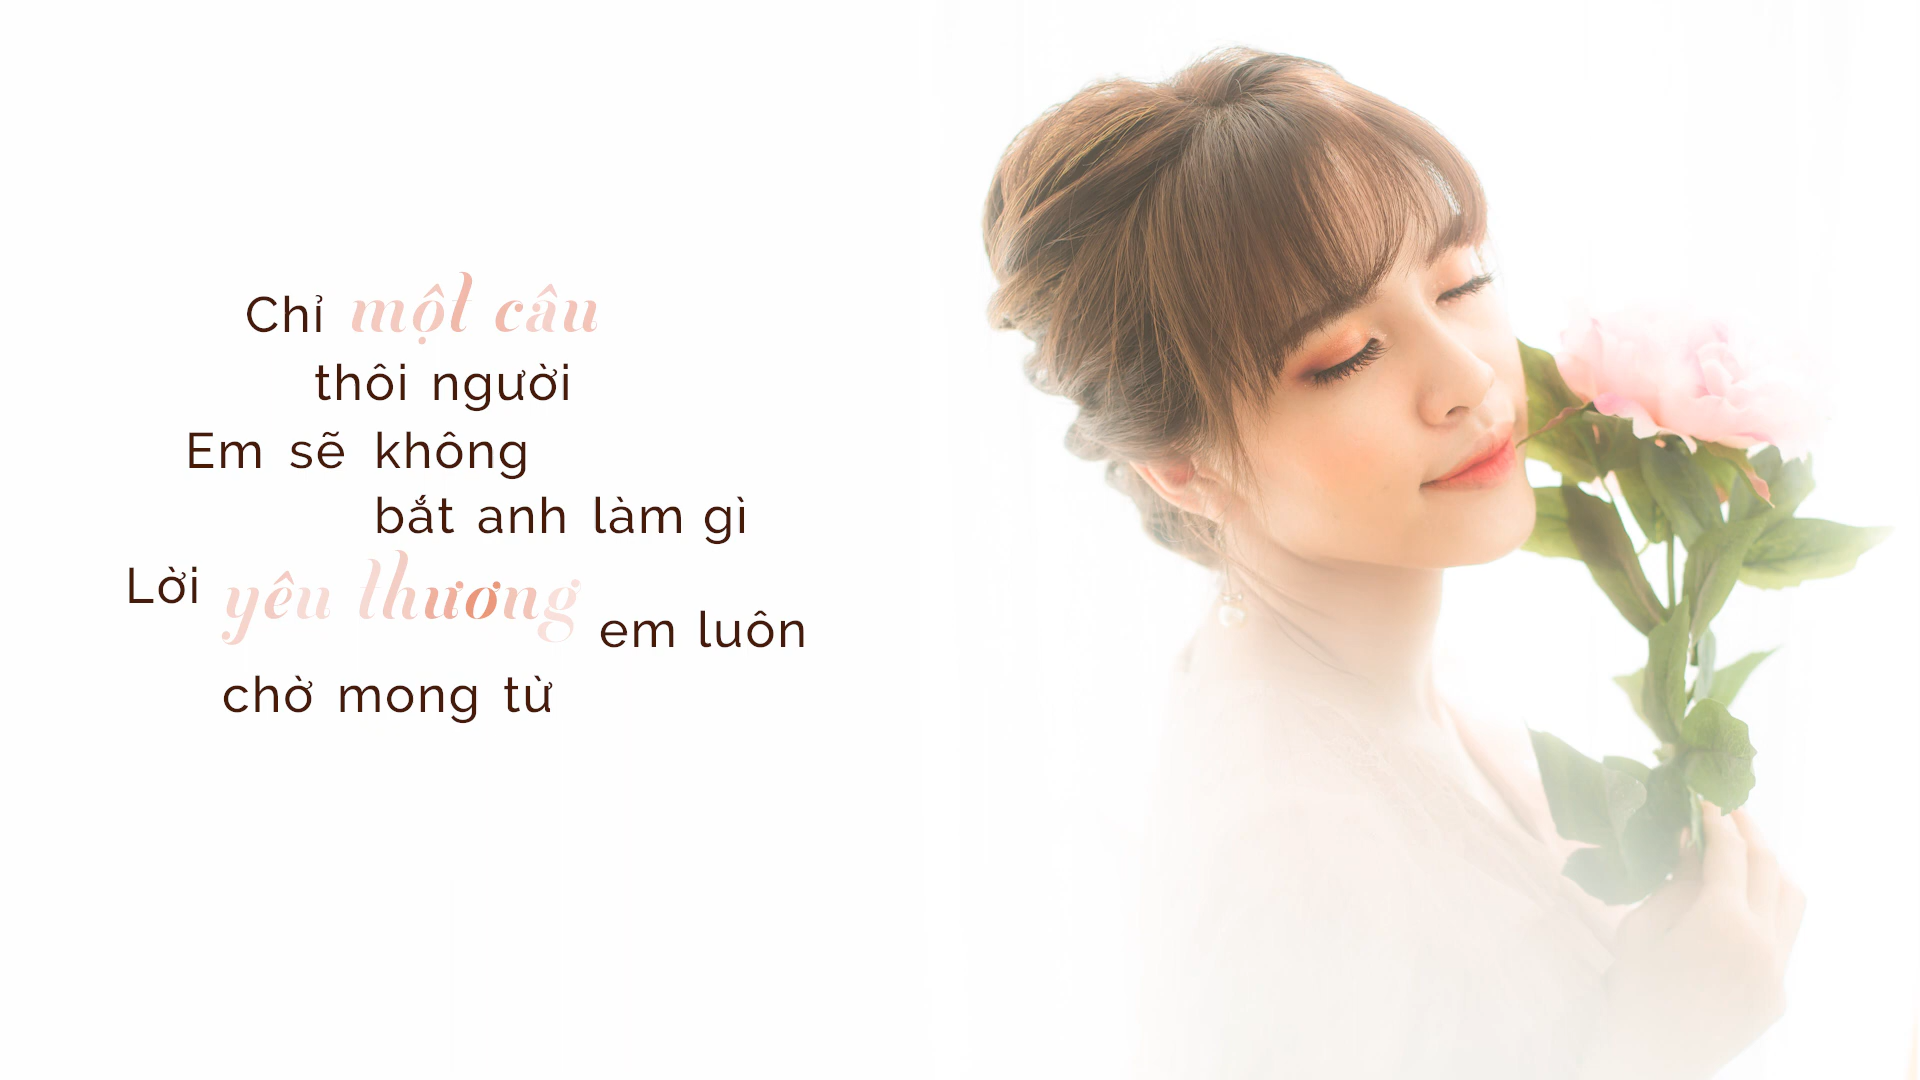 Chỉ một câu
thôi người
Em sẽ không
bắt anh làm gì
Lời yêu thương em luôn
chờ mong từ